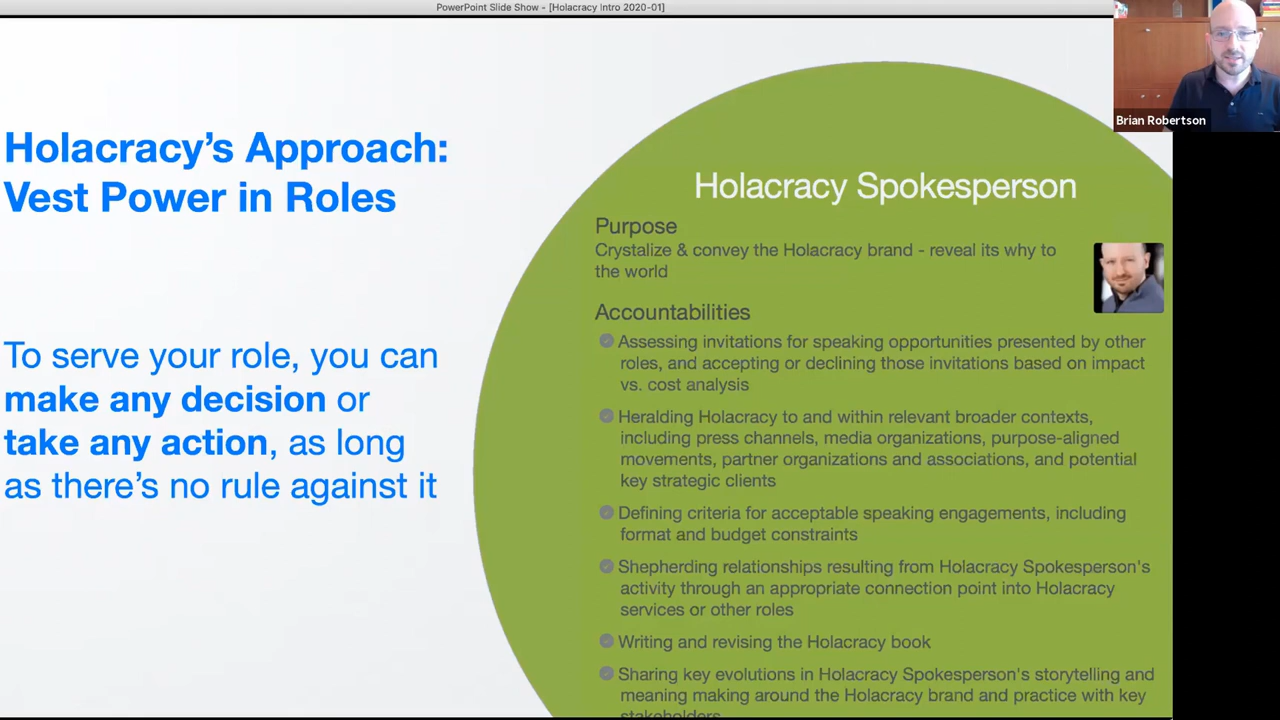 PowerPoint Slide Show - [Holacracy Intro 2020-01]
Brian Robertson
Holacracy’s Approach:
Vest Power in Roles
To serve your role, you can
make any decision or
take any action, as long
as there’s no rule against it
Holacracy Spokesperson
Purpose
Crystalize & convey the Holacracy brand - reveal its why to
the world
Accountabilities
Assessing invitations for speaking opportunities presented by other
roles, and accepting or declining those invitations based on impact
vs. cost analysis
Heralding Holacracy to and within relevant broader contexts,
including press channels, media organizations, purpose-aligned
movements, partner organizations and associations, and potential
key strategic clients
Defining criteria for acceptable speaking engagements, including
format and budget constraints
Shepherding relationships resulting from Holacracy Spokesperson's
activity through an appropriate connection point into Holacracy
services or other roles
Writing and revising the Holacracy book
Sharing key evolutions in Holacracy Spokesperson's storytelling and
meaning making around the Holacracy brand and practice with key
stakeholders